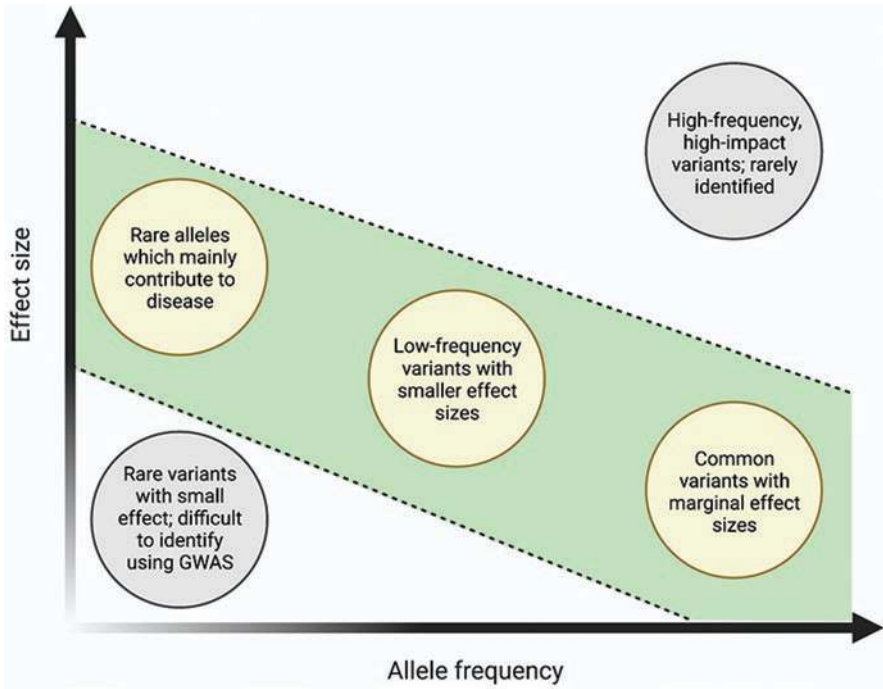 High-frequency,
high-impact
variants; rarely
identified
Rare alleles
which mainly
contribute to
disease
Effect size
Low-frequency
variants with
smaller effect
sizes
Common
variants with
marginal effect
sizes
Rare variants
with small
effect; difficult
to identify
using GWAS
Allele frequency